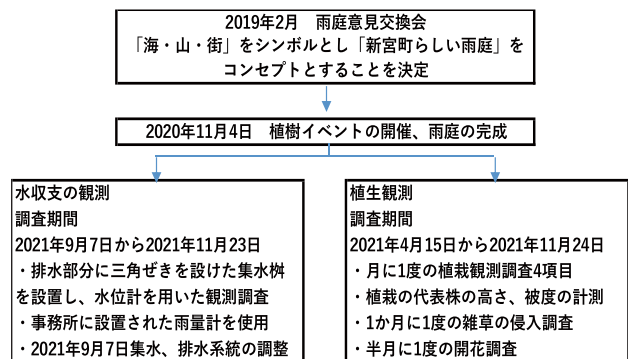 2019年2月　雨庭意見交換会
「海・山・街」をシンボルとし「新宮町らしい雨庭」を
コンセプトとすることを決定
2020年11月4日　植樹イベントの開催、雨庭の完成
水収支の観測
調査期間
2021年9月7日から2021年11月23日
・排水部分に三角ぜきを設けた集水桝
を設置し、水位計を用いた観測調査
・事務所に設置された雨量計を使用
・2021年9月7日集水、排水系統の調整
植生観測
調査期間
2021年4月15日から2021年11月24日
・月に1度の植栽観測調査4項目
・植栽の代表株の高さ、被度の計測
・1か月に1度の雑草の侵入調査
・半月に1度の開花調査